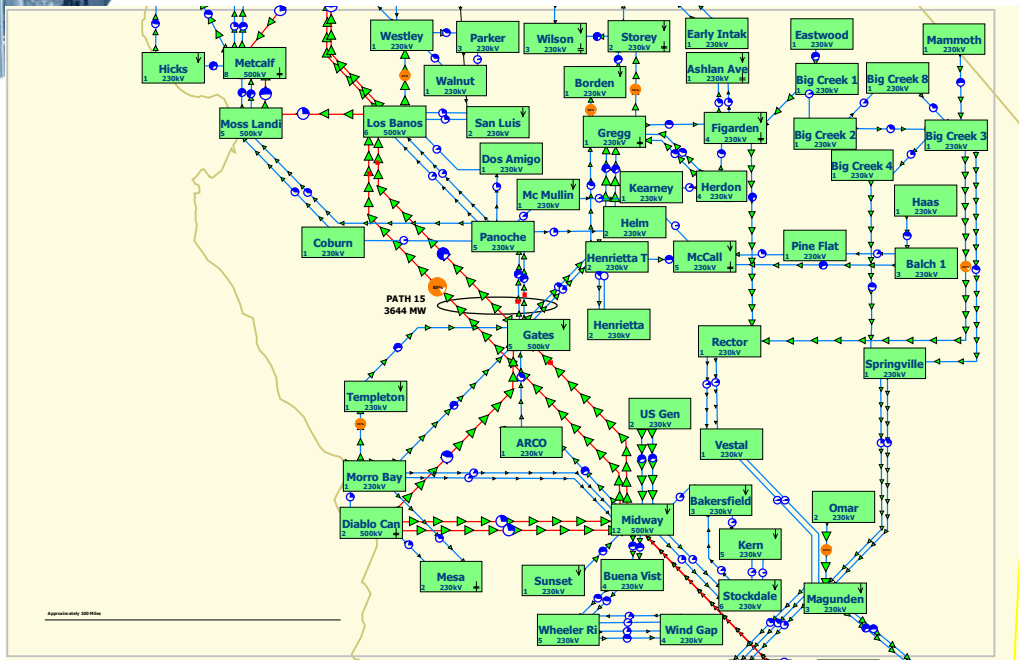 Westley
1 230kV
Parker
3 230kV
Wilson
3 230kV
Storey
2 230kV
Early Intak
1 230kV
Eastwood
1 230kV
Mammoth
1 230kV
Hicks
1 230kV
Metcalf
8 500kV
Walnut
1 230kV
Borden
1 230kV
Ashlan Ave
1 230kV
Big Creek 1
1 230kV
Big Creek 8
1 230kV
Moss Landi
5 500kV
Los Banos
6 500kV
San Luis
2 230kV
Gregg
1 230kV
Figarden
4 230kV
Big Creek 2
1 230kV
Big Creek 3
1 230kV
Dos Amigo
1 230kV
Big Creek 4
1 230kV
Mc Mullin
1 230kV
Kearney
1 230kV
Herdon
4 230kV
Haas
1 230kV
Coburn
1 230kV
Panoche
5 230kV
Helm
2 230kV
Henrietta T
2 230kV
McCall
5 230kV
Pine Flat
1 230kV
Balch 1
3 230kV
PATH 15
3644 MW
Gates
5 500kV
Henrietta
2 230kV
Rector
1 230kV
Springville
1 230kV
Templeton
1 230kV
US Gen
2 230kV
ARCO
1 230kV
Vestal
1 230kV
Morro Bay
1 230kV
Diablo Can
2 500kV
Midway
12 500kV
Bakersfield
3 230kV
Omar
2 230kV
Kern
5 230kV
Mesa
2 230kV
Sunset
1 230kV
Buena Vist
4 230kV
Stockdale
6 230kV
Magunden
3 230kV
Wheeler Ri
5 230kV
Wind Gap
4 230kV
Approximately 100 Miles